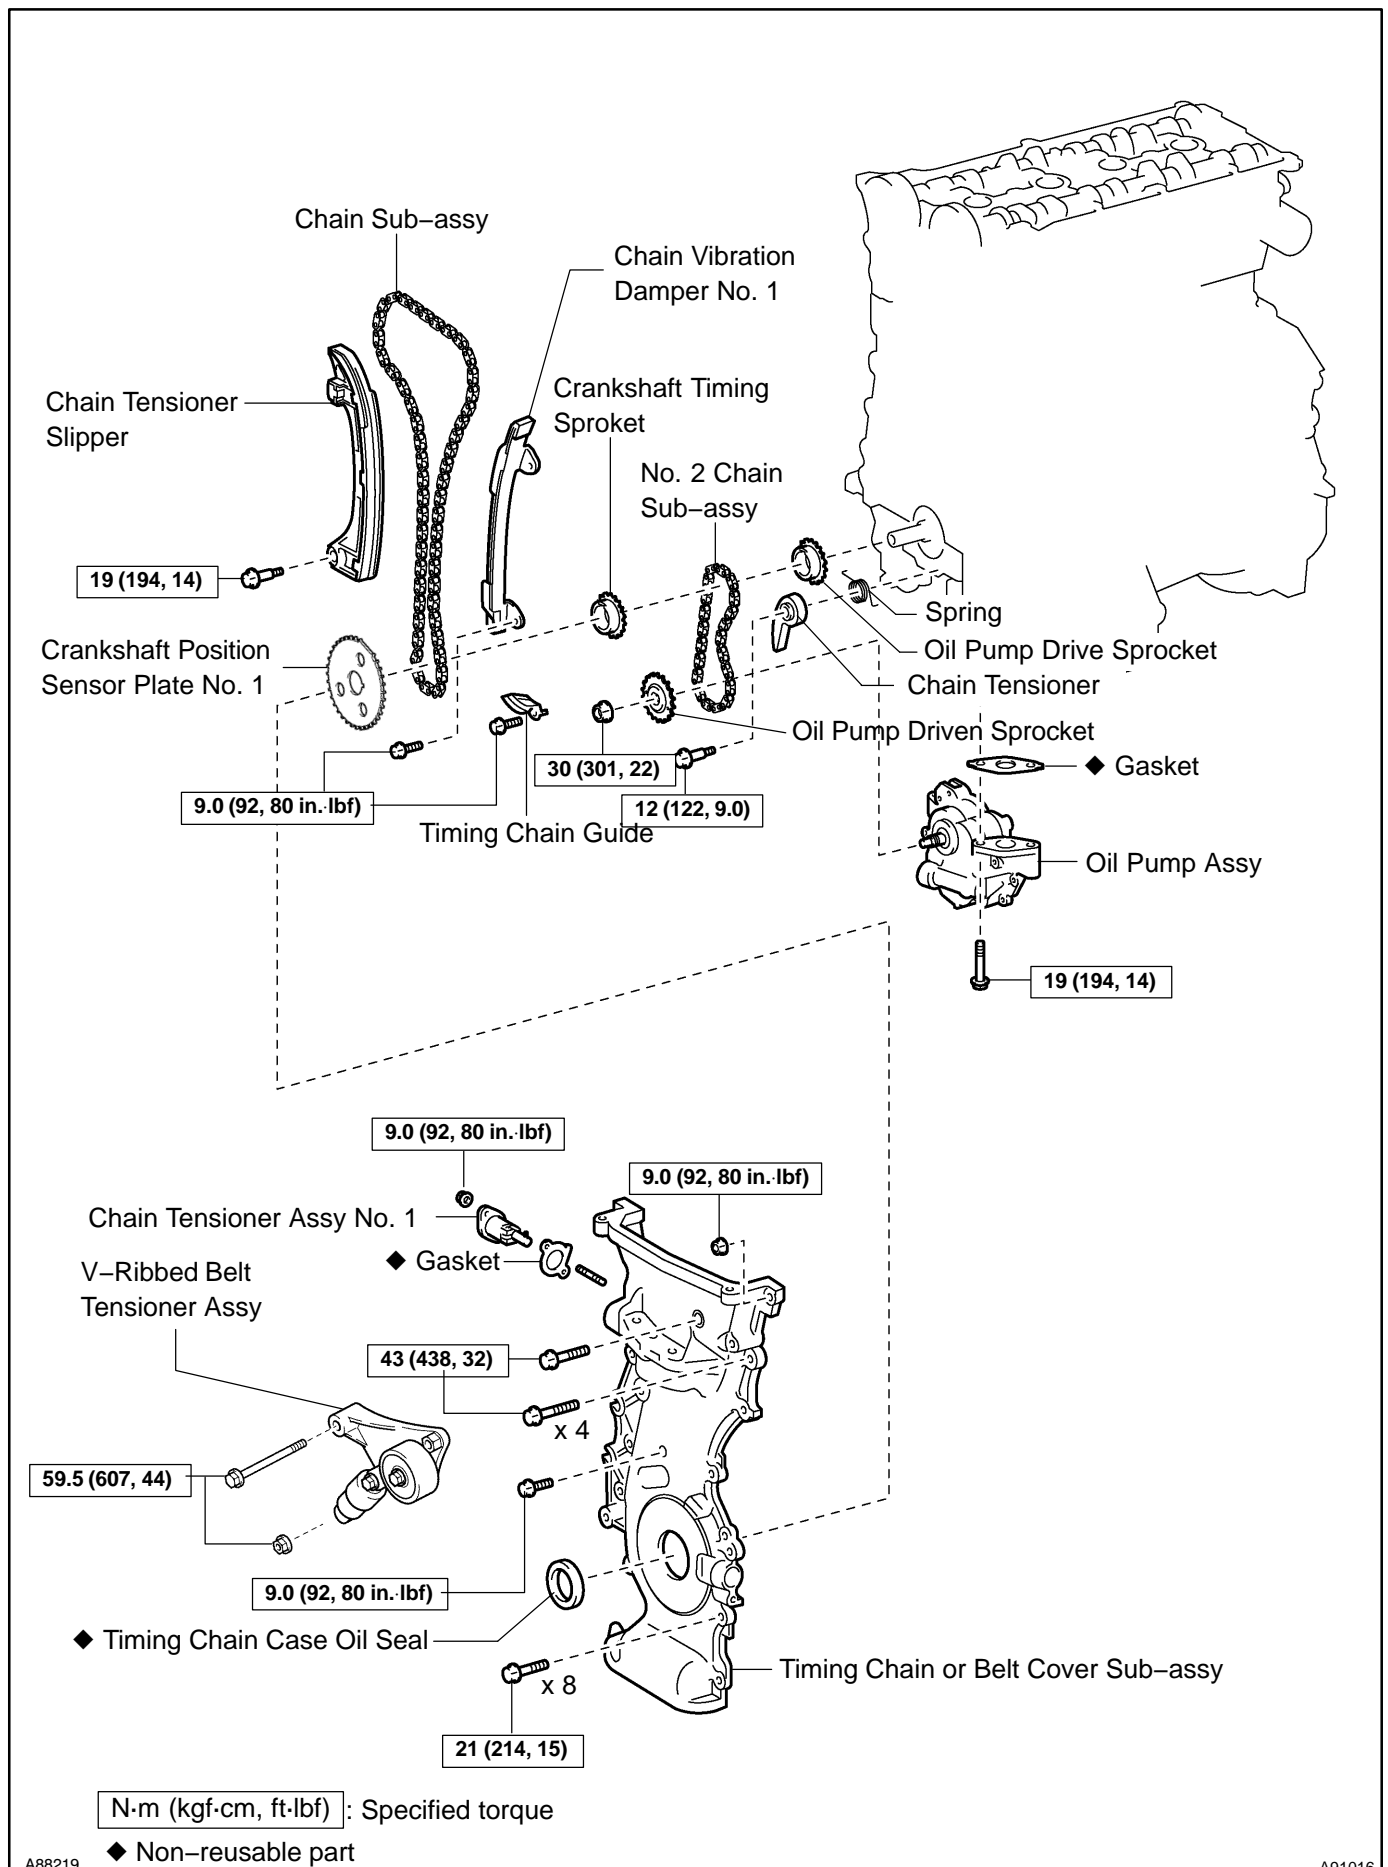 Chain Sub−assy
Chain Vibration
Damper No. 1
Chain Tensioner
Slipper
Crankshaft Timing
Sproket
No. 2 Chain
Sub−assy
19 (194, 14)
Spring
Crankshaft Position
Sensor Plate No. 1
Oil Pump Drive Sprocket
Chain Tensioner
Oil Pump Driven Sprocket
30 (301, 22)
◆ Gasket
9.0 (92, 80 in.·lbf)
12 (122, 9.0)
Timing Chain Guide
Oil Pump Assy
19 (194, 14)
9.0 (92, 80 in.·lbf)
9.0 (92, 80 in.·lbf)
Chain Tensioner Assy No. 1
◆ Gasket
V−Ribbed Belt
Tensioner Assy
43 (438, 32)
x 4
59.5 (607, 44)
9.0 (92, 80 in.·lbf)
◆ Timing Chain Case Oil Seal
Timing Chain or Belt Cover Sub−assy
x 8
21 (214, 15)
N·m (kgf·cm, ft·lbf) : Specified torque
◆ Non−reusable part
A88219
A91016